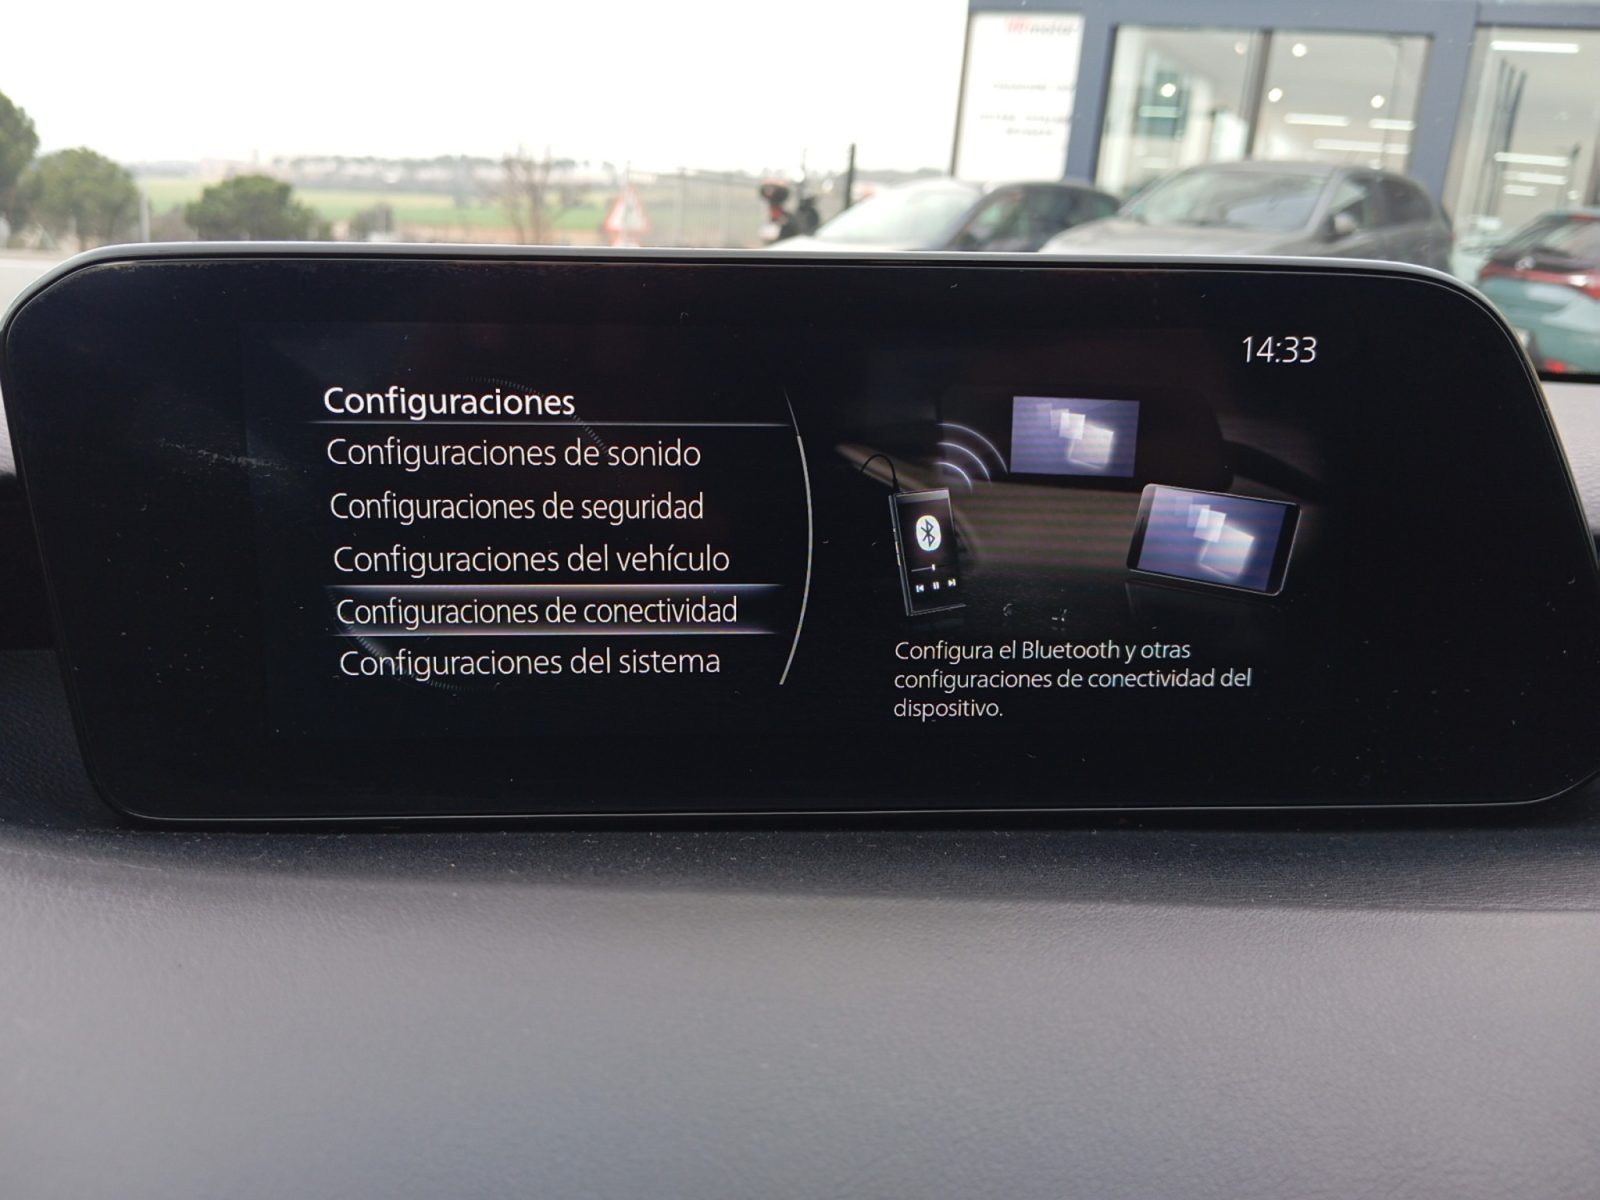 14:33
Configuraciones
Configuraciones de sonido
Configuraciones de seguridad
Configuraciones del vehículo
Configuraciones de conectividad
Configuraciones del sistema
Configura el Bluetooth y otras
configuraciones de conectividad del
dispositivo.